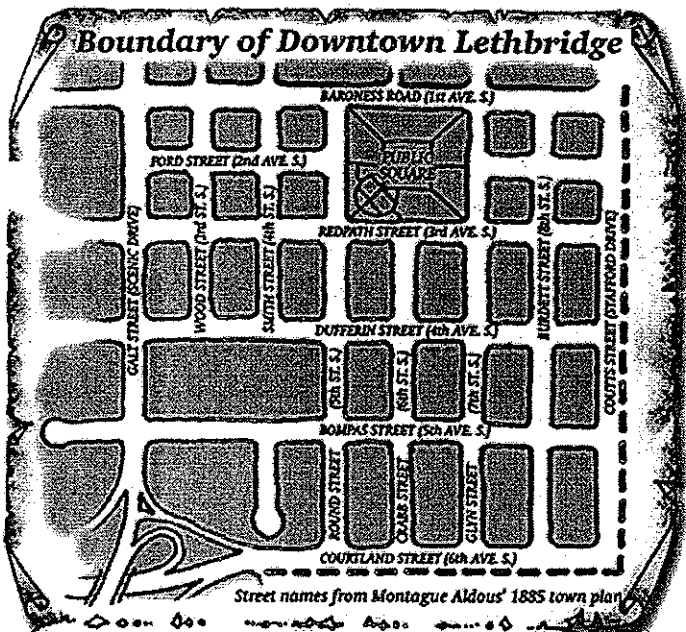 Boundary of Downtown Lethbridge
BARONESS ROAD (1st AVE. S.)
FORD STREET (2nd AVE. S.)
PUBLIC
SQUARE
REDPATH STREET (3rd AVE. S.)
GALT STREET (SCENIC DRIVE)
WOOD STREET (3rd ST. S.)
SMITH STREET (4th ST. S.)
BURDETT STREET (8th ST. S.)
COUTTS STREET (STAFFORD DRIVE)
DUFFERIN STREET (4th AVE. S.)
(5th ST. S.)
(6th ST. S.)
(7th ST. S.)
BOMPAS STREET (5th AVE. S.)
ROUND STREET
CRABB STREET
GLYNN STREET
COURTLAND STREET (6th AVE. S.)
Street names from Montague Aldous' 1885 town plan